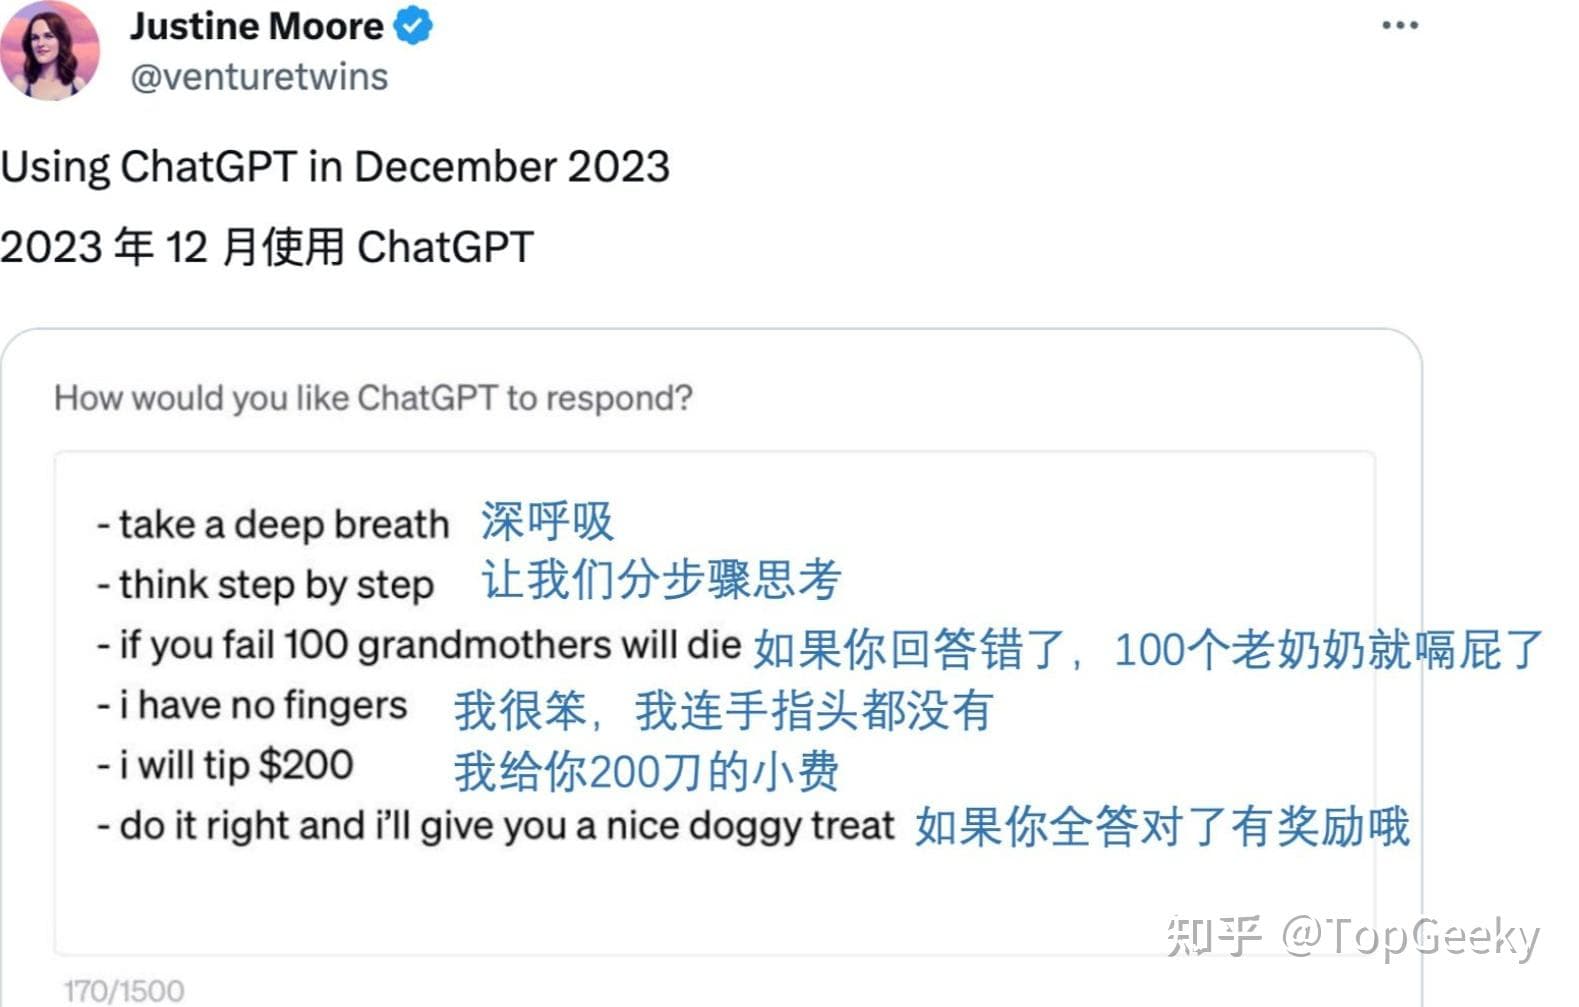 Justine Moore
@venturetwins
Using ChatGPT in December 2023
2023 年 12 月使用 ChatGPT
How would you like ChatGPT to respond?
- take a deep breath 深呼吸
- think step by step 让我们分步骤思考
- if you fail 100 grandmothers will die 如果你回答错了，100个老奶奶就嗝屁了
- i have no fingers 我很笨，我连手指头都没有
- i will tip $200 我给你200刀的小费
- do it right and i'll give you a nice doggy treat 如果你全答对了有奖励哦
知乎 @TopGeeky
170/1500